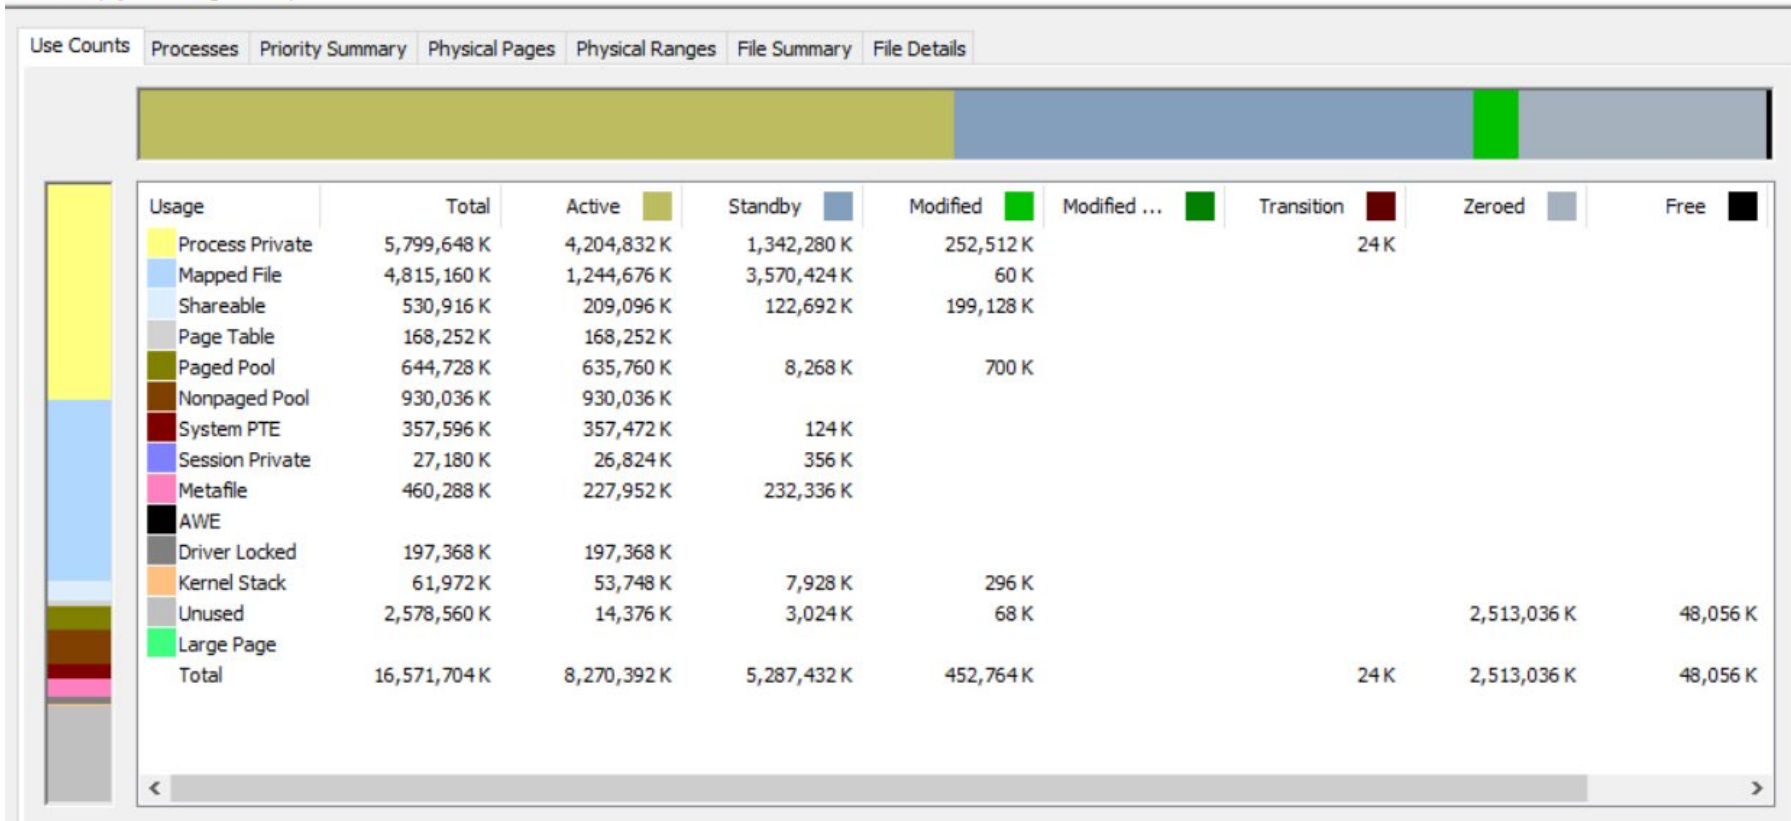 Use Counts Processes Priority Summary Physical Pages Physical Ranges File Summary File Details
Usage Total Active Standby Modified Modified ... Transition Zeroed Free
Process Private 5,799,648 K 4,204,832 K 1,342,280 K 252,512 K 24 K
Mapped File 4,815,160 K 1,244,676 K 3,570,424 K 60 K
Shareable 530,916 K 209,096 K 122,692 K 199,128 K
Page Table 168,252 K 168,252 K
Paged Pool 644,728 K 635,760 K 8,268 K 700 K
Nonpaged Pool 930,036 K 930,036 K
System PTE 357,596 K 357,472 K 124 K
Session Private 27,180 K 26,824 K 356 K
Metafile 460,288 K 227,952 K 232,336 K
AWE
Driver Locked 197,368 K 197,368 K
Kernel Stack 61,972 K 53,748 K 7,928 K 296 K
Unused 2,578,560 K 14,376 K 3,024 K 68 K 2,513,036 K 48,056 K
Large Page
Total 16,571,704 K 8,270,392 K 5,287,432 K 452,764 K 24 K 2,513,036 K 48,056 K